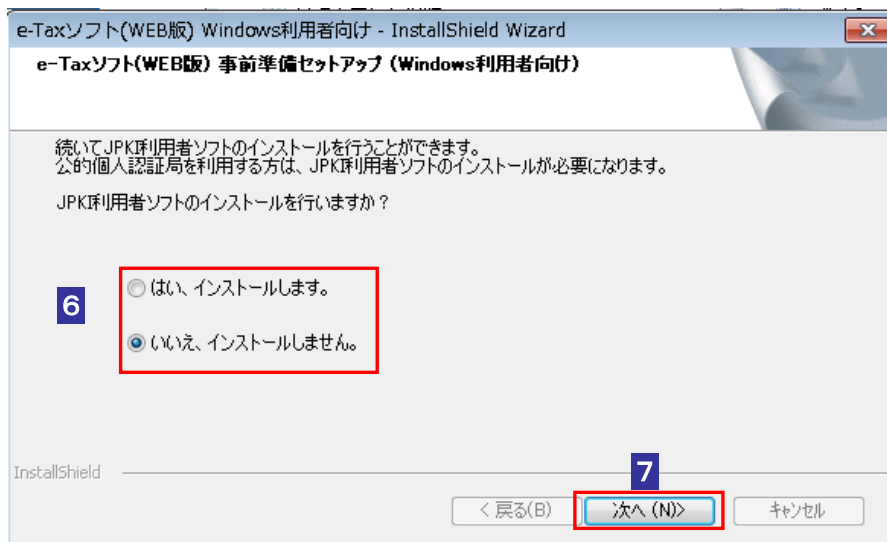 e-Taxソフト(WEB版) Windows利用者向け - InstallShield Wizard
e-Taxソフト(WEB版) 事前準備セットアップ (Windows利用者向け)
続いてJPKI利用者ソフトのインストールを行うことができます。
公的個人認証局を利用する方は、JPKI利用者ソフトのインストールが必要になります。
JPKI利用者ソフトのインストールを行いますか？
6
はい、インストールします。
いいえ、インストールしません。
InstallShield
7
< 戻る(B)
次へ (N)>
キャンセル